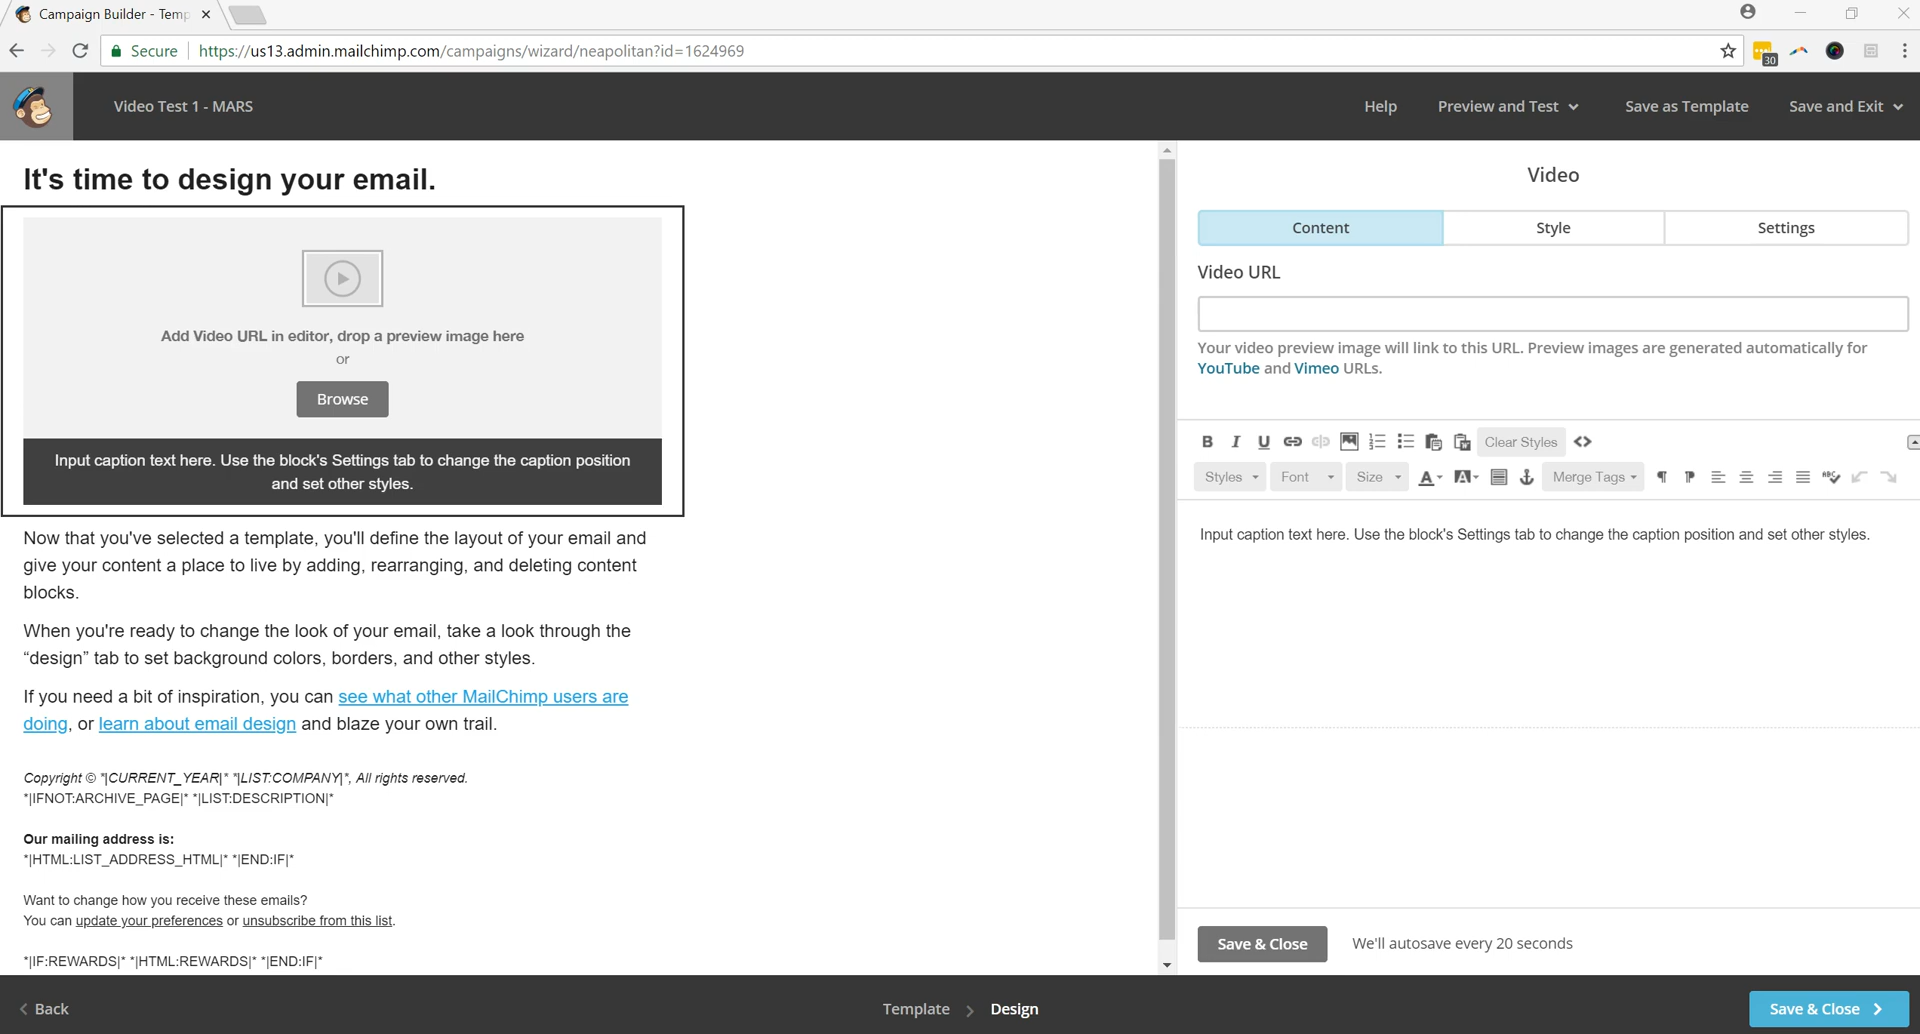 Campaign Builder - Temp
Secure
https://us13.admin.mailchimp.com/campaigns/wizard/neapolitan?id=1624969
30
Video Test 1 - MARS
Help
Preview and Test
Save as Template
Save and Exit
It's time to design your email.
Add Video URL in editor, drop a preview image here
or
Browse
Input caption text here. Use the block's Settings tab to change the caption position
and set other styles.
Now that you've selected a template, you'll define the layout of your email and
give your content a place to live by adding, rearranging, and deleting content
blocks.
When you're ready to change the look of your email, take a look through the
“design” tab to set background colors, borders, and other styles.
If you need a bit of inspiration, you can see what other MailChimp users are
doing, or learn about email design and blaze your own trail.
Copyright © *|CURRENT_YEAR|* *|LIST:COMPANY|*, All rights reserved.
*|IFNOT:ARCHIVE_PAGE|* *|LIST:DESCRIPTION|*
Our mailing address is:
*|HTML:LIST_ADDRESS_HTML|* *|END:IF|*
Want to change how you receive these emails?
You can update your preferences or unsubscribe from this list.
*|IF:REWARDS|* *|HTML:REWARDS|* *|END:IF|*
Video
Content
Style
Settings
Video URL
Your video preview image will link to this URL. Preview images are generated automatically for
YouTube and Vimeo URLs.
B I U
Clear Styles
Styles
Font
Size
A
A
Merge Tags
ABC
Input caption text here. Use the block's Settings tab to change the caption position and set other styles.
Save & Close
We'll autosave every 20 seconds
Back
Template
Design
Save & Close